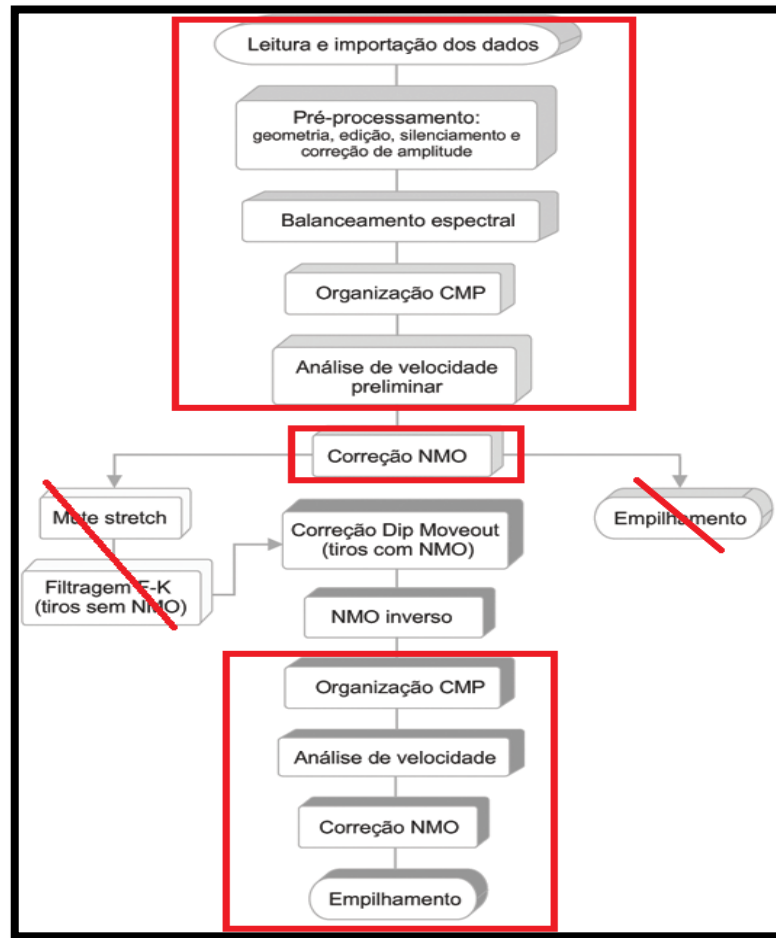 Leitura e importação dos dados
Pré-processamento:
geometria, edição, silenciamento e
correção de amplitude
Balanceamento espectral
Organização CMP
Análise de velocidade
preliminar
Correção NMO
Mute stretch
Empilhamento
Correção Dip Moveout
(tiros com NMO)
Filtragem F-K
(tiros sem NMO)
NMO inverso
Organização CMP
Análise de velocidade
Correção NMO
Empilhamento